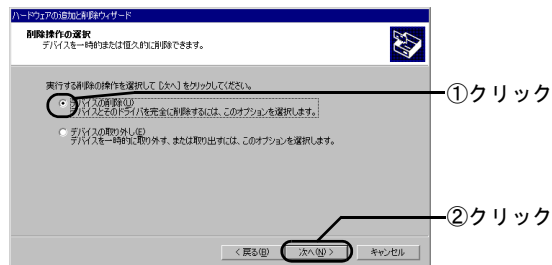 ハードウェアの追加と削除ウィザード
削除操作の選択
デバイスを一時的または恒久的に削除できます。
実行する削除の操作を選択して [次へ] をクリックしてください。
デバイスの削除(U)
デバイスとそのドライバを完全に削除するには、このオプションを選択します。
デバイスの取り外し(E)
デバイスを一時的に取り外す、または取り出すには、このオプションを選択します。
①クリック
②クリック
< 戻る(B)
次へ(N) >
キャンセル